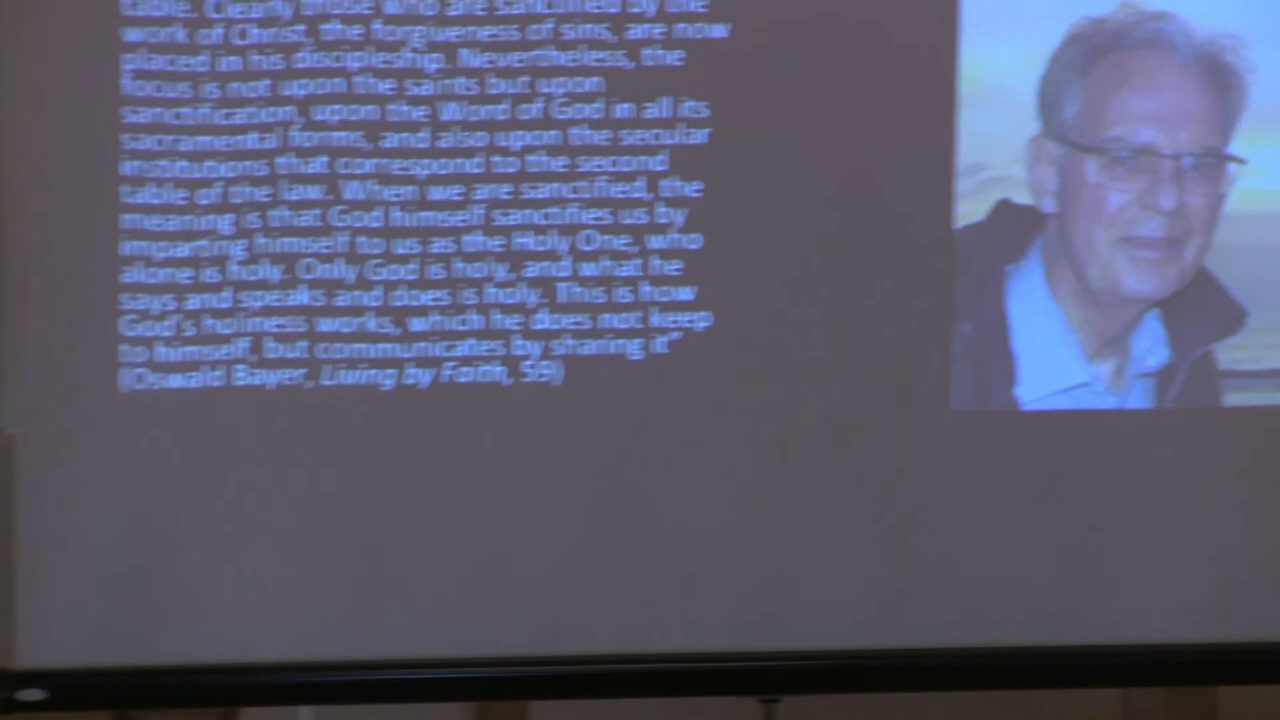 table. Clearly those who are sanctified by the
work of Christ, the forgiveness of sins, are now
placed in his discipleship. Nevertheless, the
focus is not upon the saints but upon
sanctification, upon the Word of God in all its
sacramental forms, and also upon the secular
institutions that correspond to the second
table of the law. When we are sanctified, the
meaning is that God himself sanctifies us by
imparting himself to us as the Holy One, who
alone is holy. Only God is holy, and what he
says and speaks and does is holy. This is how
God's holiness works, which he does not keep
to himself, but communicates by sharing it"
(Oswald Bayer, Living by Faith, 59)